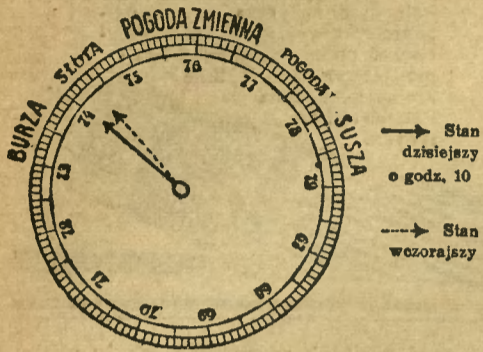 POGODA ZMIENNA
SŁOTA
POGODA
BURZA
SUSZA
76
75
77
74
78
73
79
72
71
70
69
Stan
dzisiejszy
o godz. 10
Stan
wczorajszy